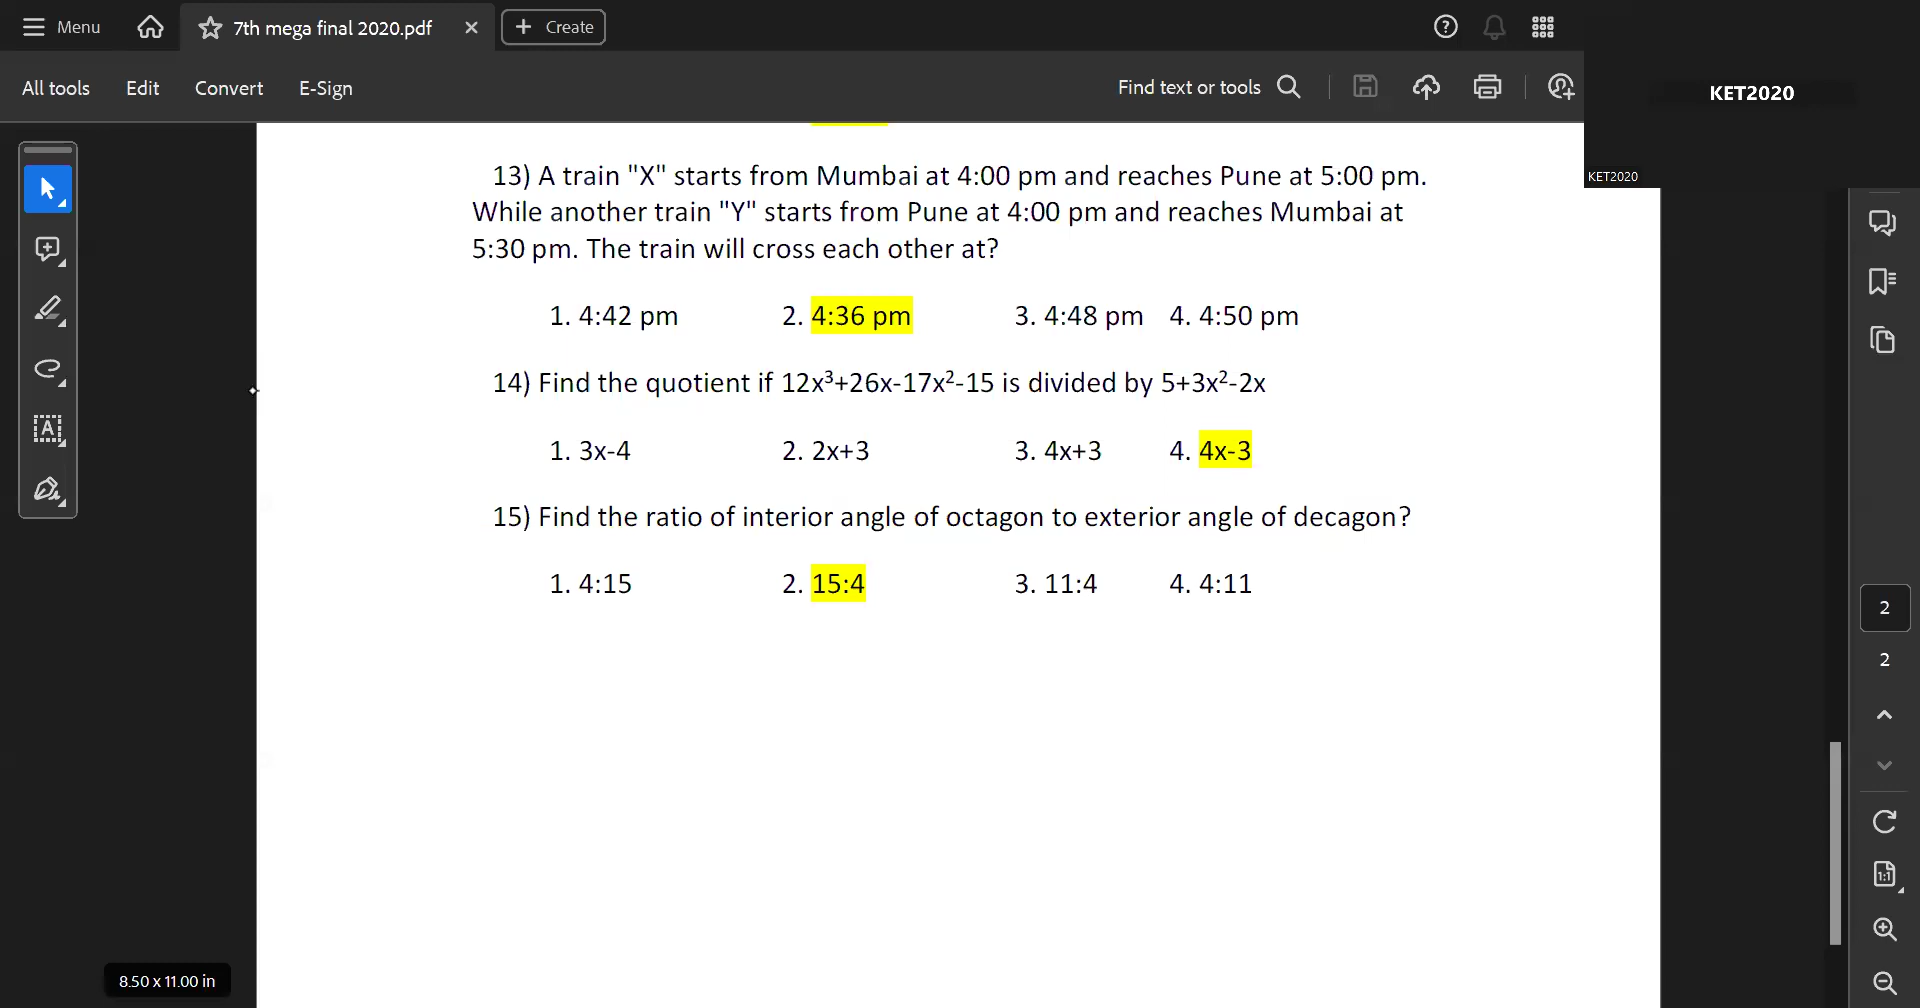 Menu
7th mega final 2020.pdf
Create
All tools
Edit
Convert
E-Sign
Find text or tools
KET2020
KET2020
13) A train "X" starts from Mumbai at 4:00 pm and reaches Pune at 5:00 pm.
While another train "Y" starts from Pune at 4:00 pm and reaches Mumbai at
5:30 pm. The train will cross each other at?
1. 4:42 pm 2. 4:36 pm 3. 4:48 pm 4. 4:50 pm
14) Find the quotient if 12x³+26x-17x²-15 is divided by 5+3x²-2x
1. 3x-4 2. 2x+3 3. 4x+3 4. 4x-3
15) Find the ratio of interior angle of octagon to exterior angle of decagon?
1. 4:15 2. 15:4 3. 11:4 4. 4:11
2
2
1:1
8.50 x 11.00 in